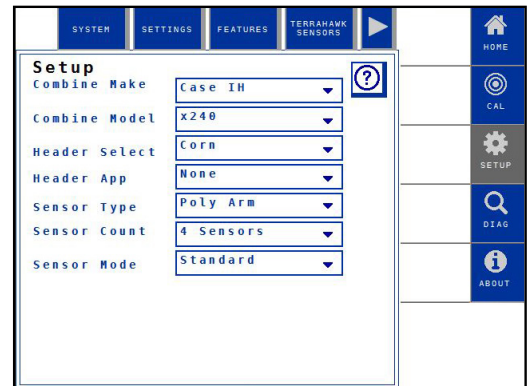 SYSTEM
SETTINGS
FEATURES
TERRAHAWK
SENSORS
HOME
Setup
?
Combine Make
Case IH
CAL
Combine Model
x240
Header Select
Corn
SETUP
Header App
None
Sensor Type
Poly Arm
DIAG
Sensor Count
4 Sensors
Sensor Mode
Standard
ABOUT